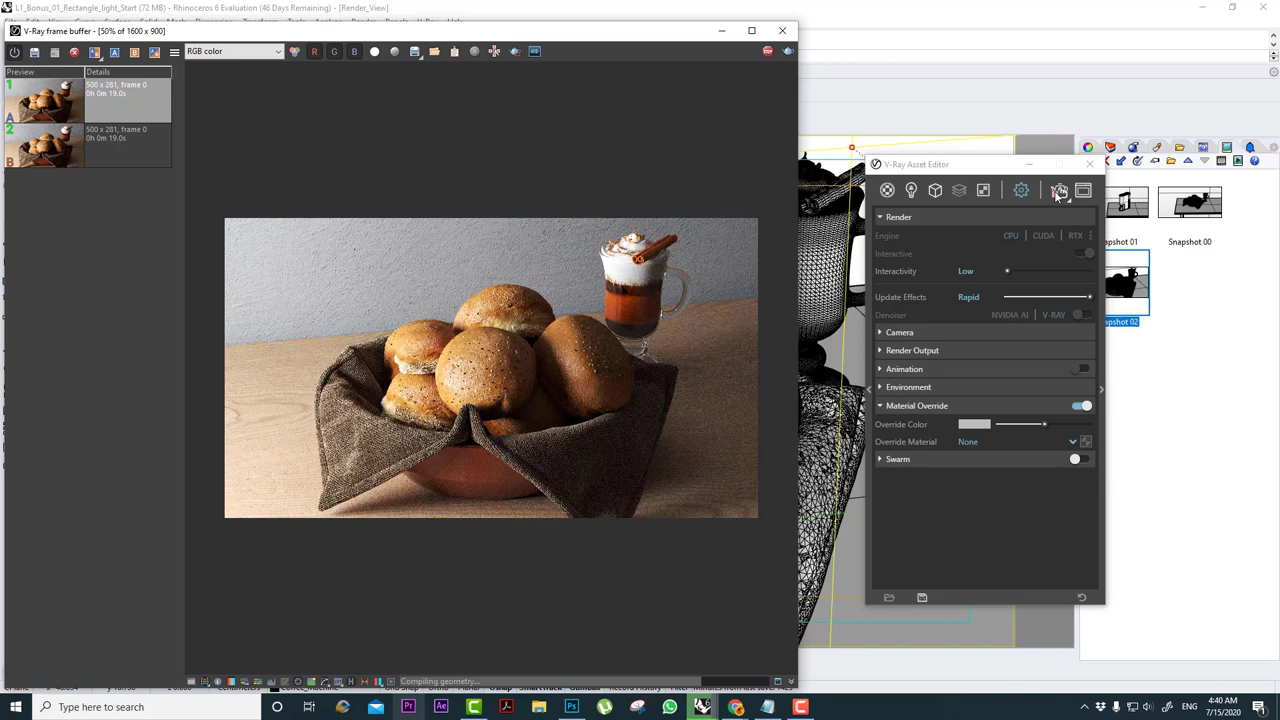 L1_Bonus_01_Rectangle_light_Start (72 MB) - Rhinoceros 6 Evaluation (46 Days Remaining) - [Render_View]
V-Ray frame buffer - [50% of 1600 x 900]
RGB color
R G B
Preview
Details
1
A
500 x 281, frame 0
0h 0m 19.0s
2
B
500 x 281, frame 0
0h 0m 19.0s
V-Ray Asset Editor
Render
Engine CPU | CUDA | RTX
Interactive
Interactivity Low
Update Effects Rapid
Denoiser NVIDIA AI | V-RAY
Camera
Render Output
Animation
Environment
Material Override
Override Color
Override Material None
Swarm
apshot 01
Snapshot 00
apshot 02
Compiling geometry...
Type here to search
4:40 AM
7/15/2020